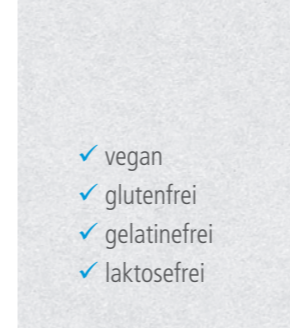 ✓ vegan
✓ glutenfrei
✓ gelatinefrei
✓ laktosefrei